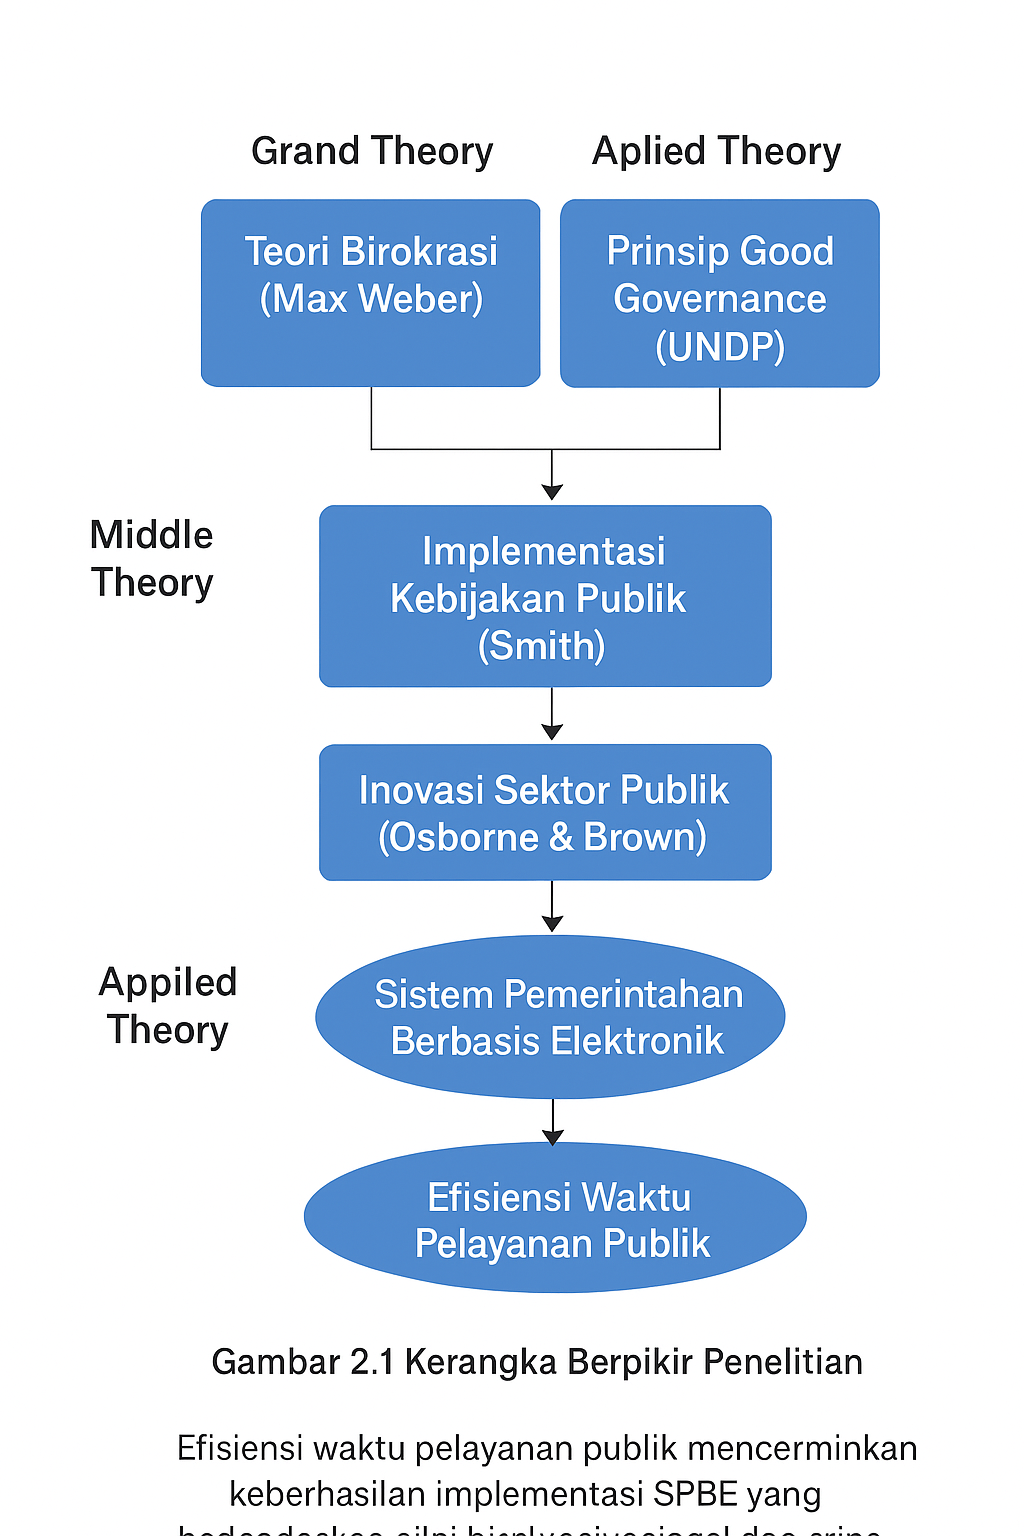 Grand Theory
Aplied Theory
Teori Birokrasi
(Max Weber)
Prinsip Good
Governance
(UNDP)
Middle
Theory
Implementasi
Kebijakan Publik
(Smith)
Inovasi Sektor Publik
(Osborne & Brown)
Appiled
Theory
Sistem Pemerintahan
Berbasis Elektronik
Efisiensi Waktu
Pelayanan Publik
Gambar 2.1 Kerangka Berpikir Penelitian
Efisiensi waktu pelayanan publik mencerminkan
keberhasilan implementasi SPBE yang